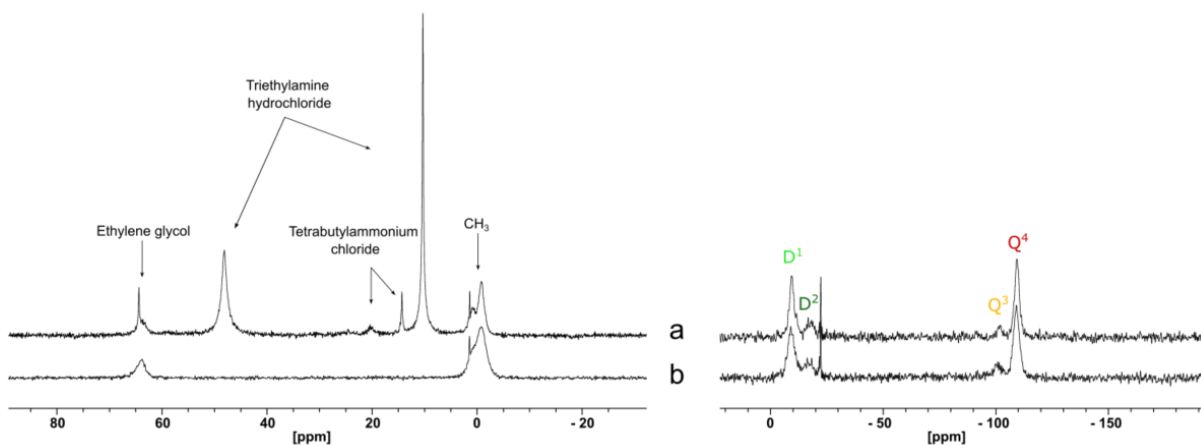 Triethylamine
hydrochloride
Ethylene glycol
Tetrabutylammonium
chloride
CH₃
80 60 40 20 0 - 20
[ppm]
D¹
D²
Q³
Q⁴
a
b
0 - 50 - 100 - 150
[ppm]